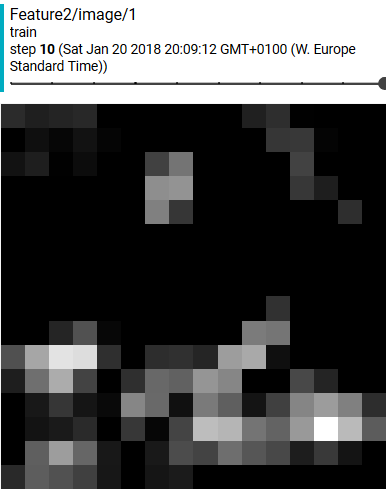 Feature2/image/1
train
step 10 (Sat Jan 20 2018 20:09:12 GMT+0100 (W. Europe
Standard Time))